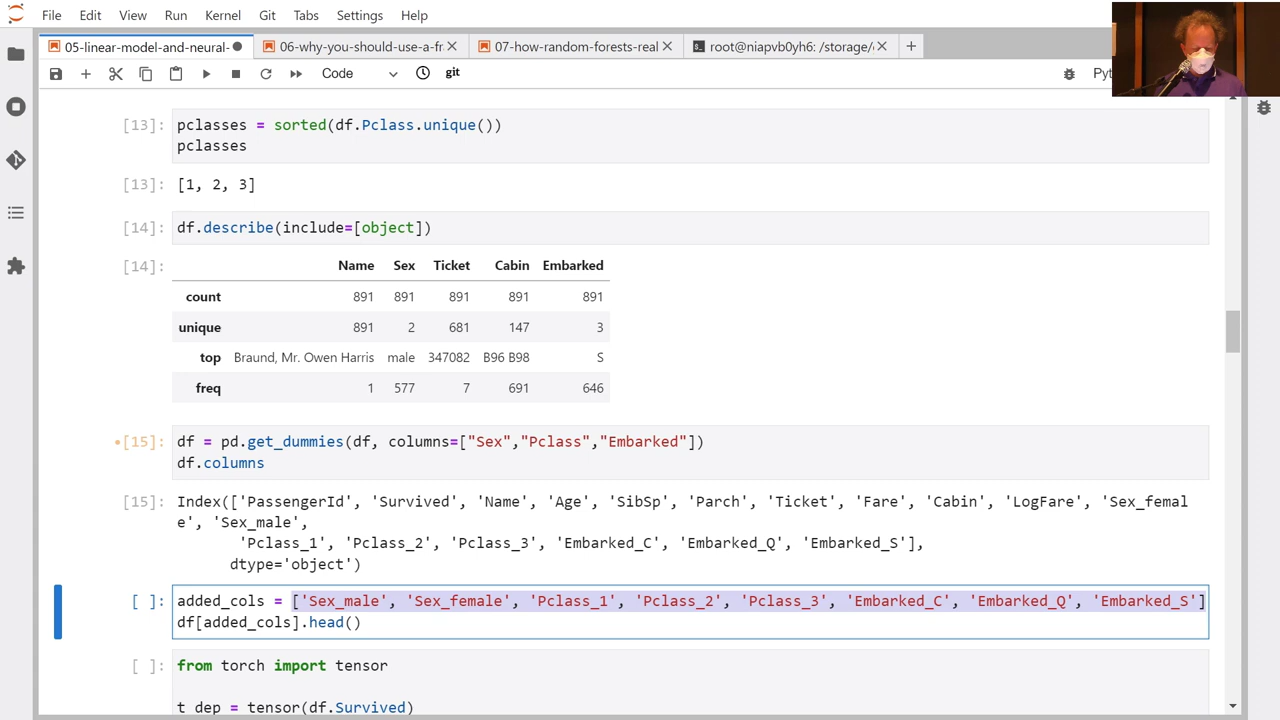 File Edit View Run Kernel Git Tabs Settings Help
05-linear-model-and-neural- 06-why-you-should-use-a-fr 07-how-random-forests-real root@niapvb0yh6: /storage/
Code git
[13]: pclasses = sorted(df.Pclass.unique())
pclasses
[13]: [1, 2, 3]
[14]: df.describe(include=[object])
[14]: Name Sex Ticket Cabin Embarked
count 891 891 891 891 891
unique 891 2 681 147 3
top Braund, Mr. Owen Harris male 347082 B96 B98 S
freq 1 577 7 691 646
[15]: df = pd.get_dummies(df, columns=["Sex","Pclass","Embarked"])
df.columns
[15]: Index(['PassengerId', 'Survived', 'Name', 'Age', 'SibSp', 'Parch', 'Ticket', 'Fare', 'Cabin', 'LogFare', 'Sex_femal
e', 'Sex_male',
'Pclass_1', 'Pclass_2', 'Pclass_3', 'Embarked_C', 'Embarked_Q', 'Embarked_S'],
dtype='object')
[ ]: added_cols = ['Sex_male', 'Sex_female', 'Pclass_1', 'Pclass_2', 'Pclass_3', 'Embarked_C', 'Embarked_Q', 'Embarked_S']
df[added_cols].head()
[ ]: from torch import tensor
t_dep = tensor(df.Survived)